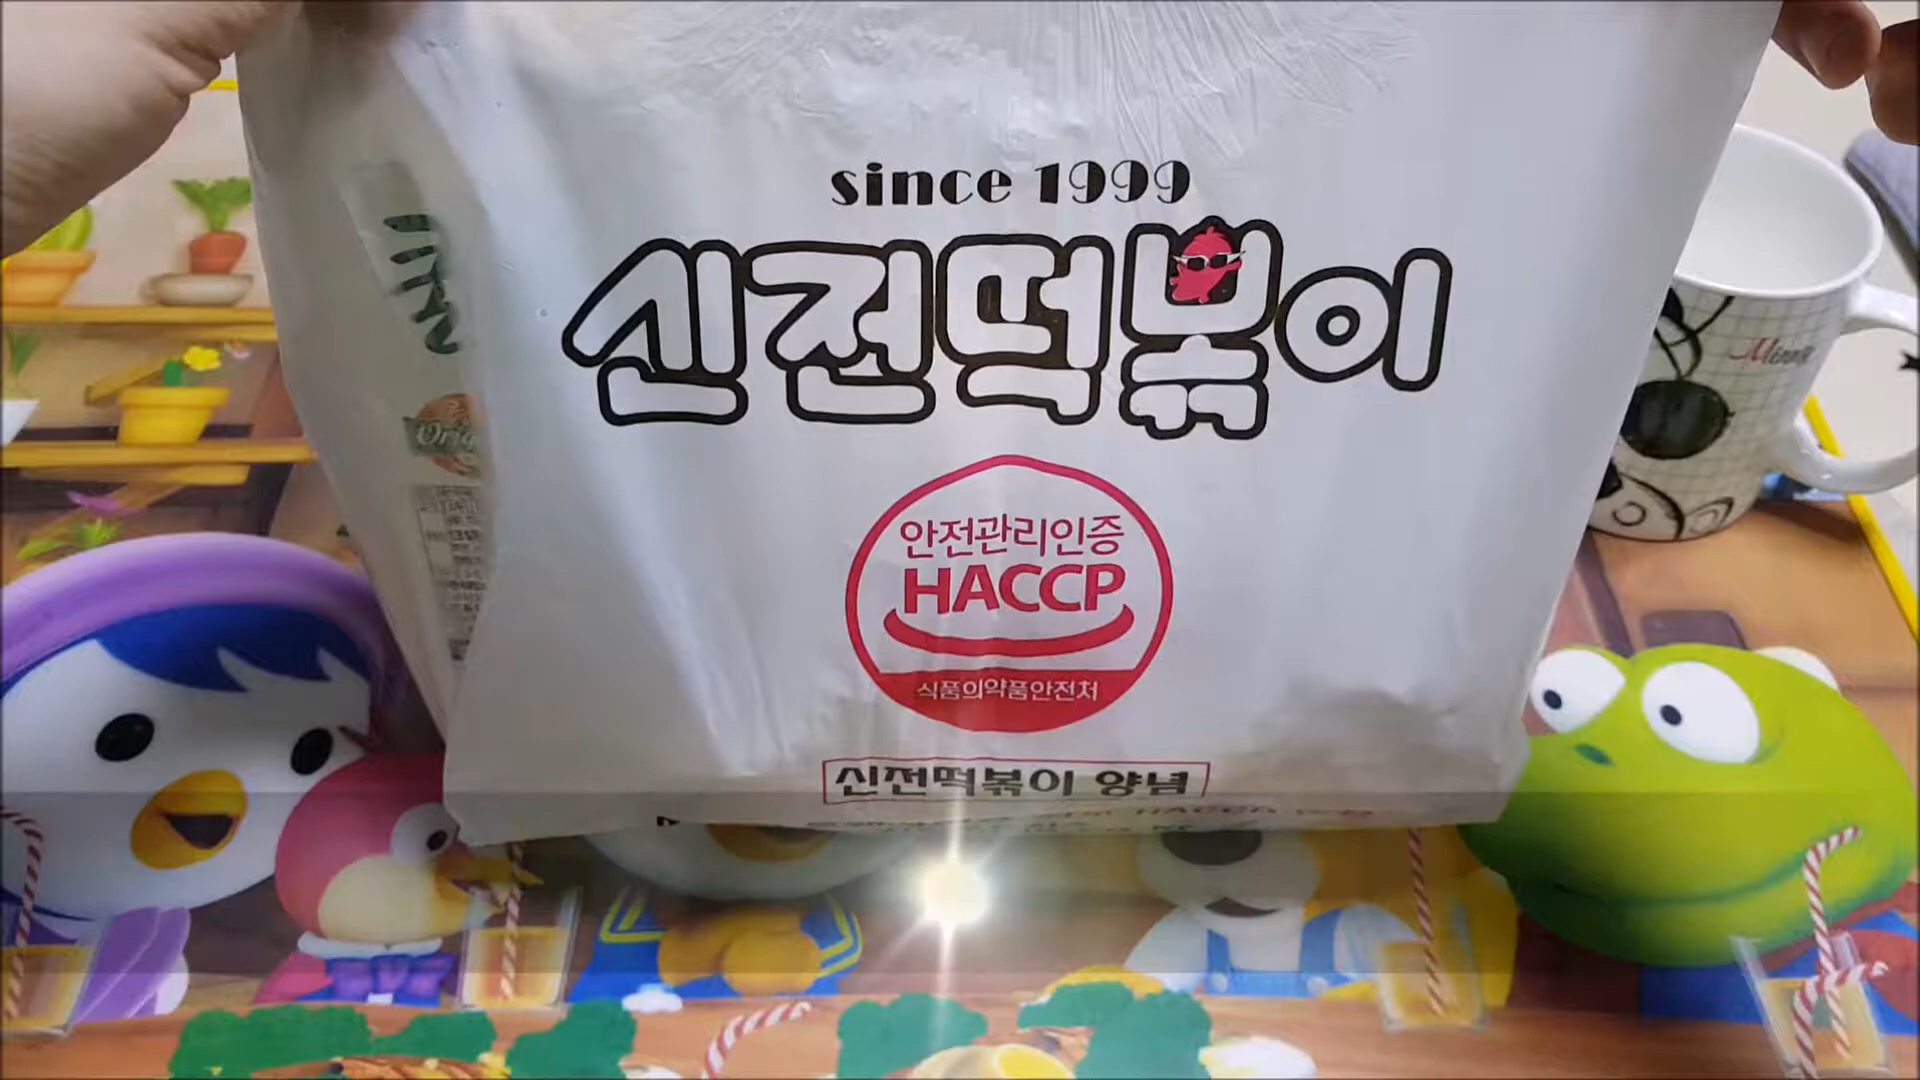 since 1999
신전떡볶이
안전관리인증
HACCP
식품의약품안전처
신전떡볶이 양념
Minnie